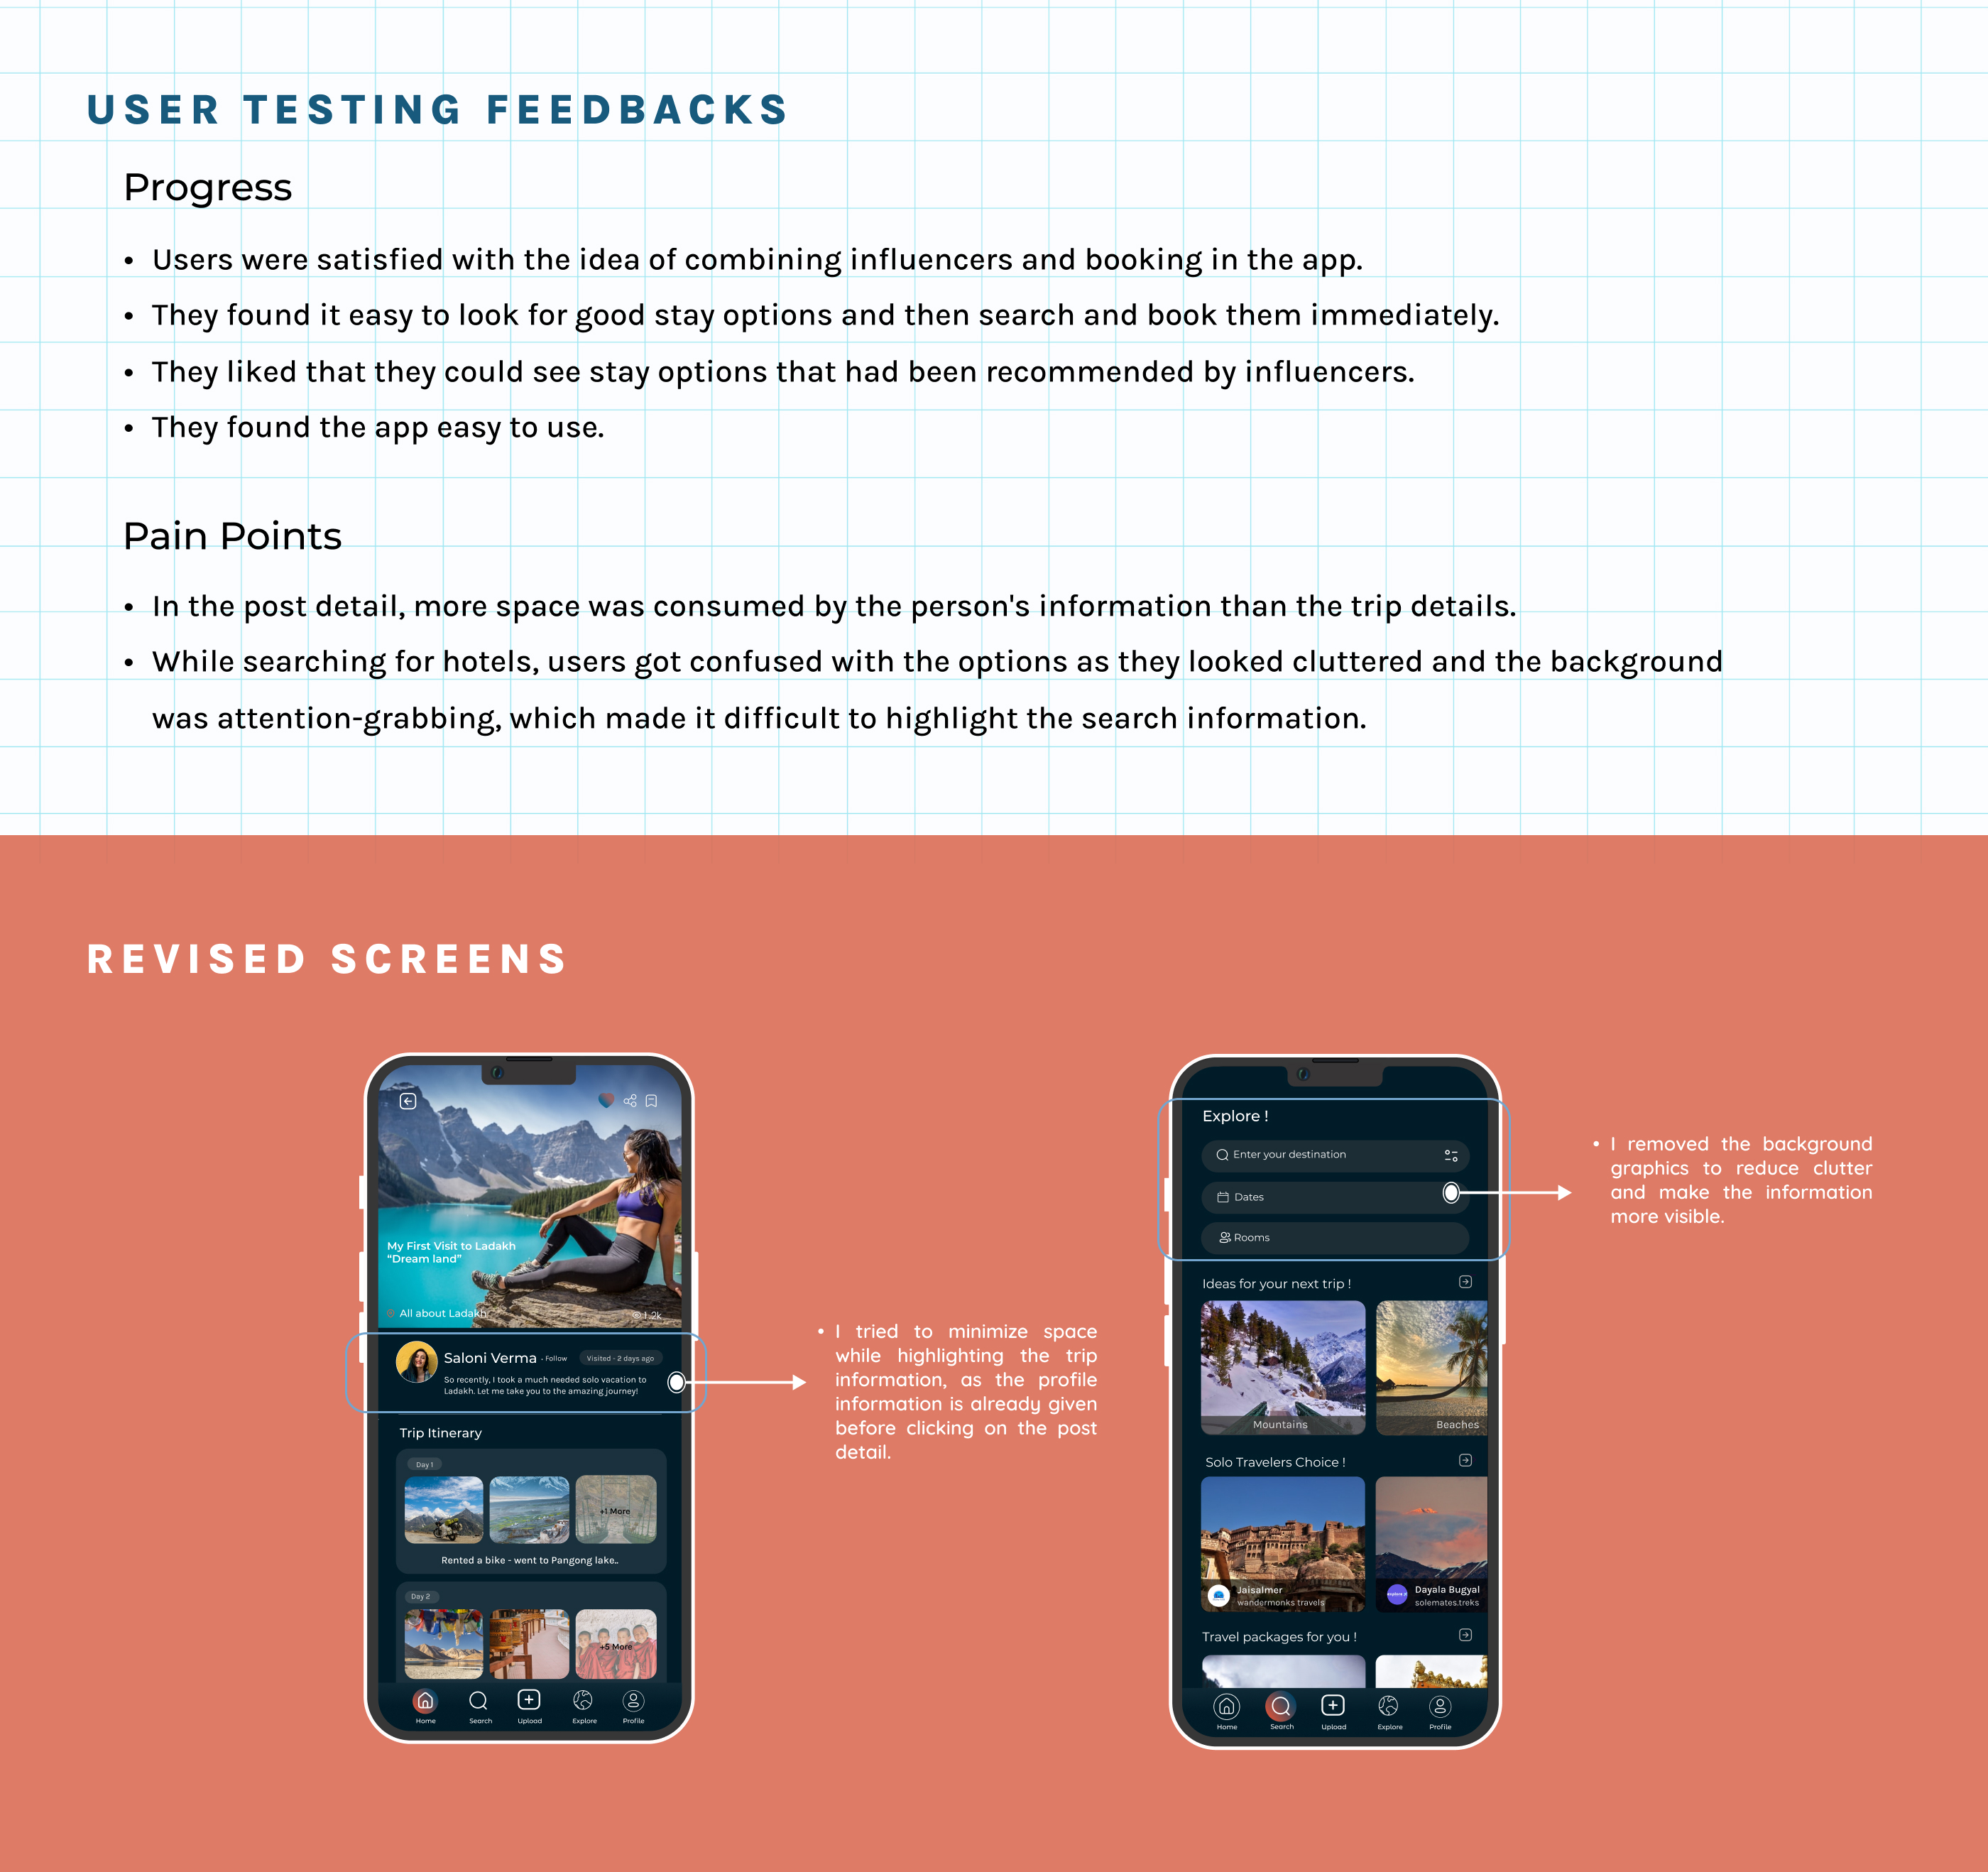 USER TESTING FEEDBACKS
Progress
• Users were satisfied with the idea of combining influencers and booking in the app.
• They found it easy to look for good stay options and then search and book them immediately.
• They liked that they could see stay options that had been recommended by influencers.
• They found the app easy to use.
Pain Points
• In the post detail, more space was consumed by the person's information than the trip details.
• While searching for hotels, users got confused with the options as they looked cluttered and the background
was attention-grabbing, which made it difficult to highlight the search information.
REVISED SCREENS
My First Visit to Ladakh
“Dream land”
All about Ladakh
1.2k
Saloni Verma · Follow
Visited - 2 days ago
So recently, I took a much needed solo vacation to
Ladakh. Let me take you to the amazing journey!
Trip Itinerary
Day 1
+1 More
Rented a bike - went to Pangong lake..
Day 2
+5 More
Home Search Upload Explore Profile
• I tried to minimize space
while highlighting the trip
information, as the profile
information is already given
before clicking on the post
detail.
Explore !
Enter your destination
Dates
Rooms
Ideas for your next trip !
Mountains
Beaches
Solo Travelers Choice !
Jaisalmer
wandermonks travels
Dayala Bugyal
solemates.treks
Travel packages for you !
Home Search Upload Explore Profile
• I removed the background
graphics to reduce clutter
and make the information
more visible.